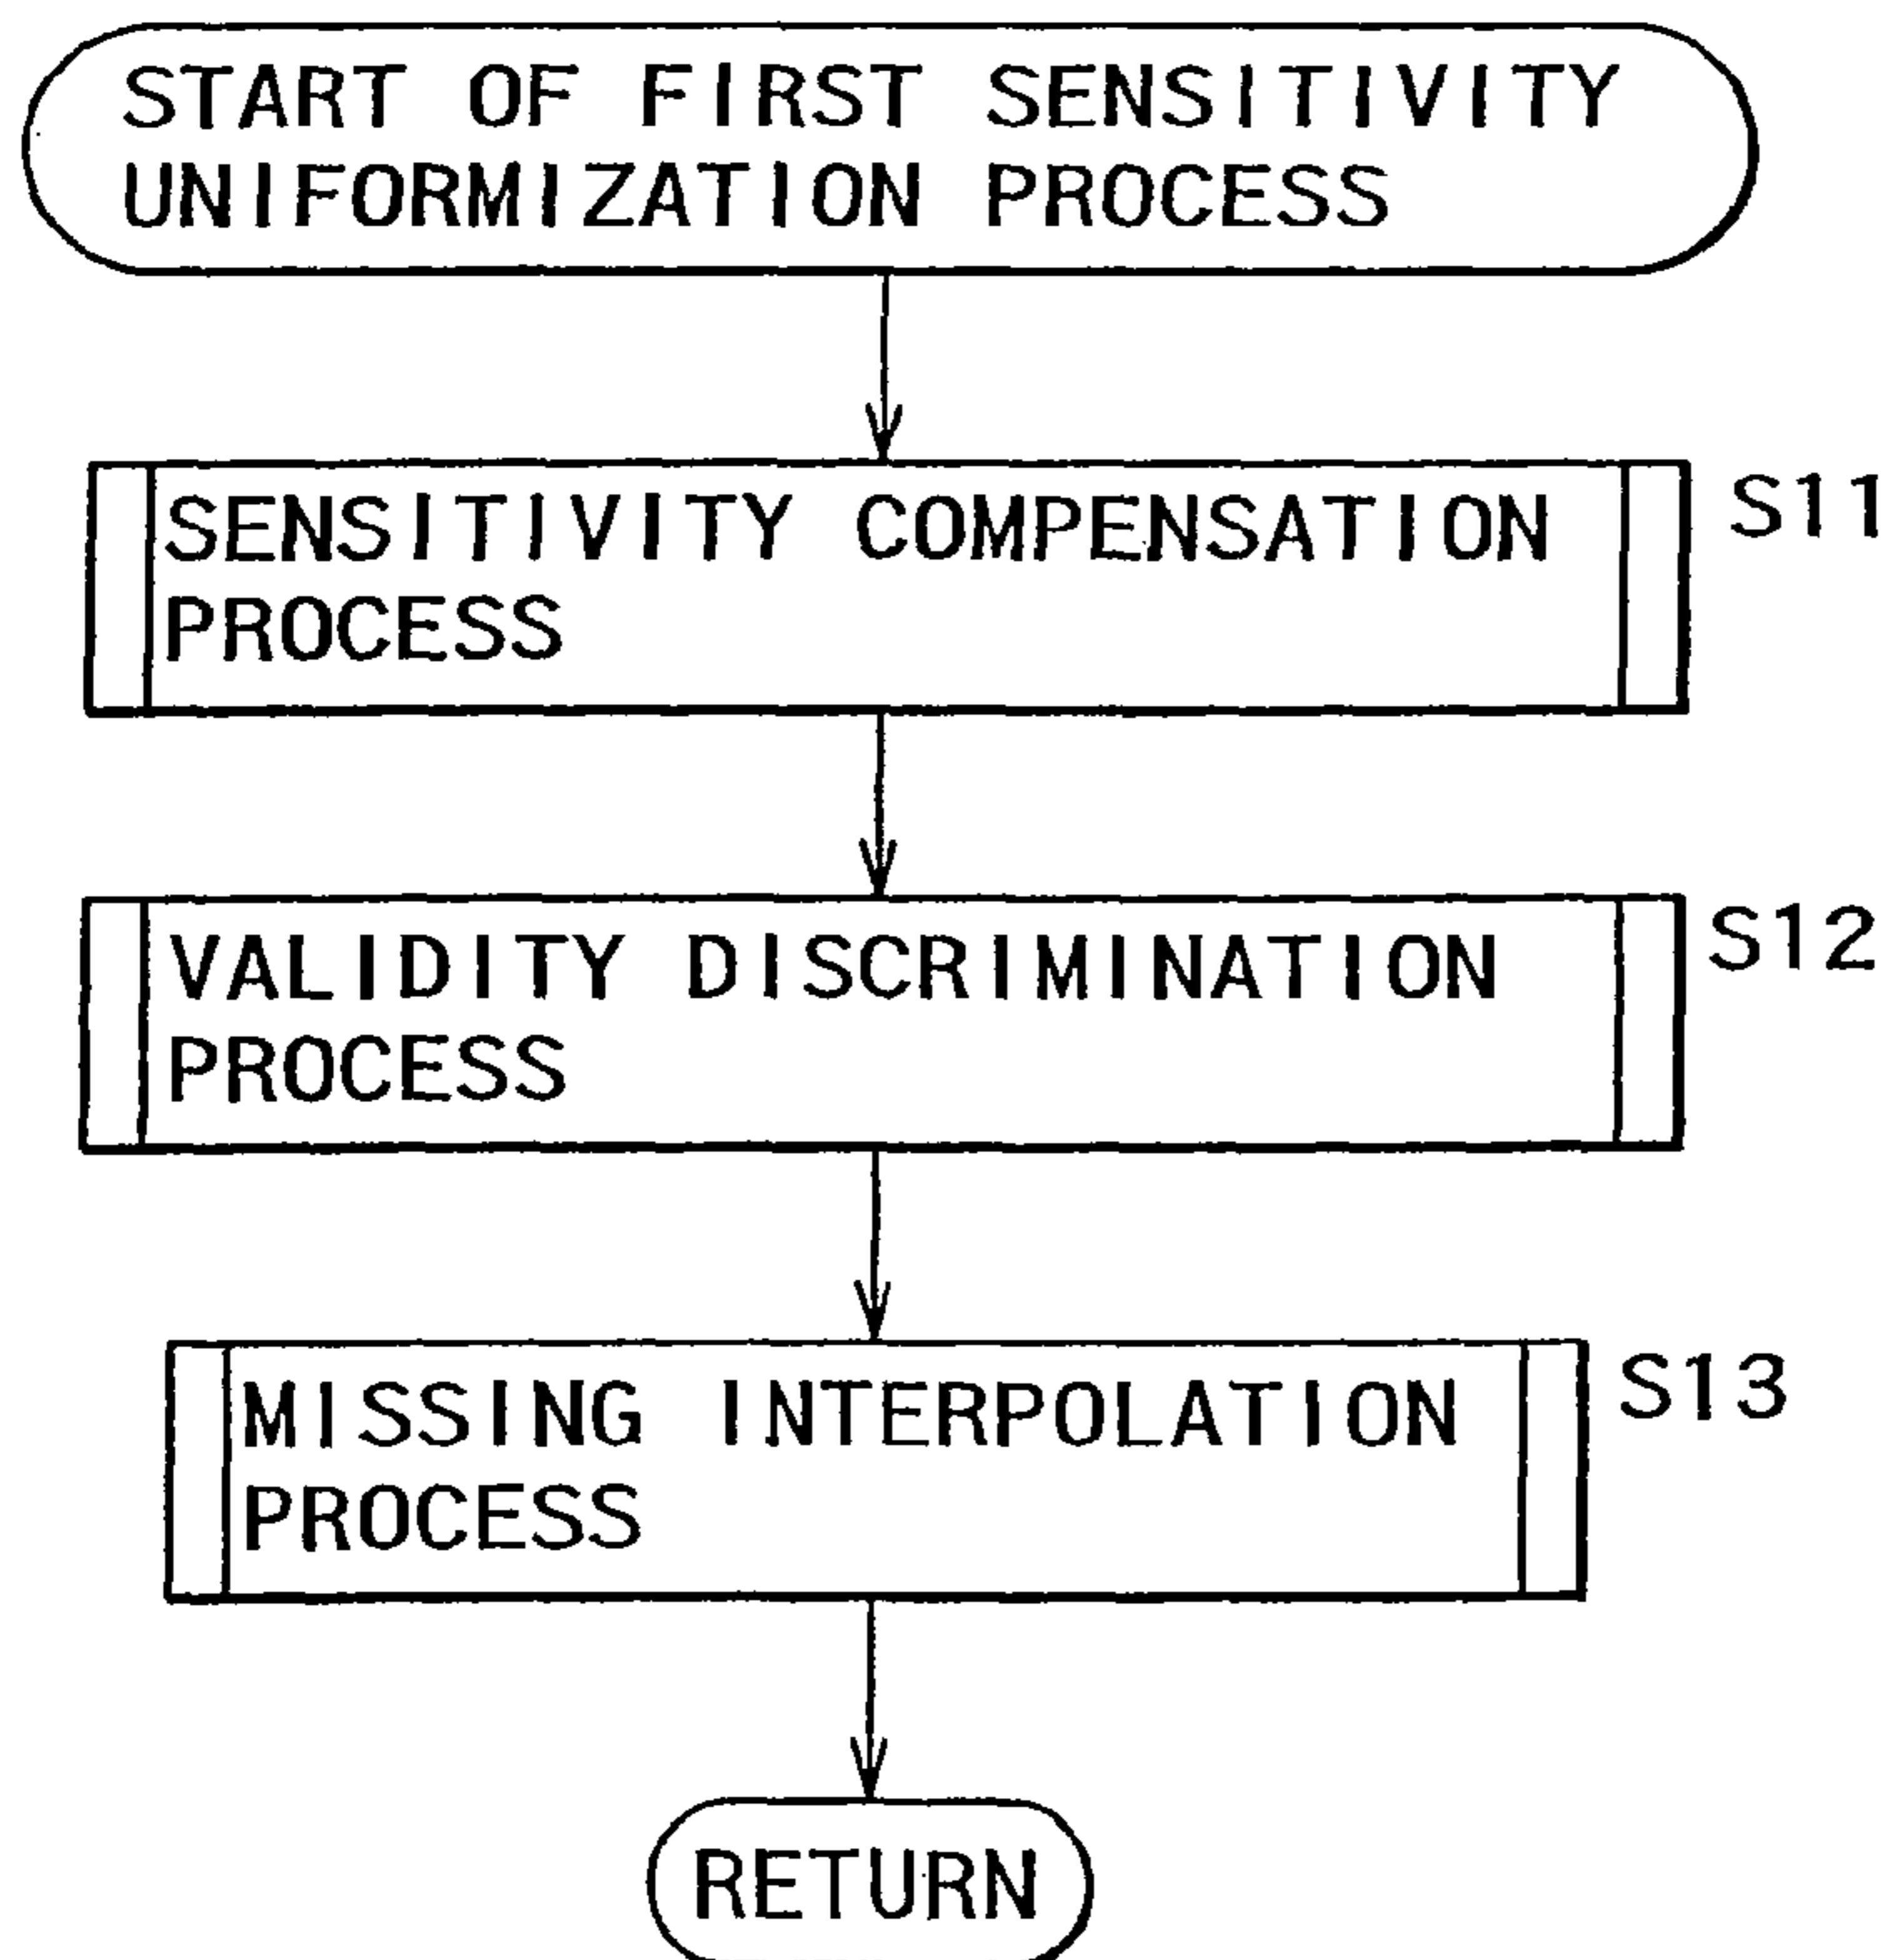 START OF FIRST SENSITIVITY
UNIFORMIZATION PROCESS
SENSITIVITY COMPENSATION
PROCESS
S11
VALIDITY DISCRIMINATION
PROCESS
S12
MISSING INTERPOLATION
PROCESS
S13
RETURN